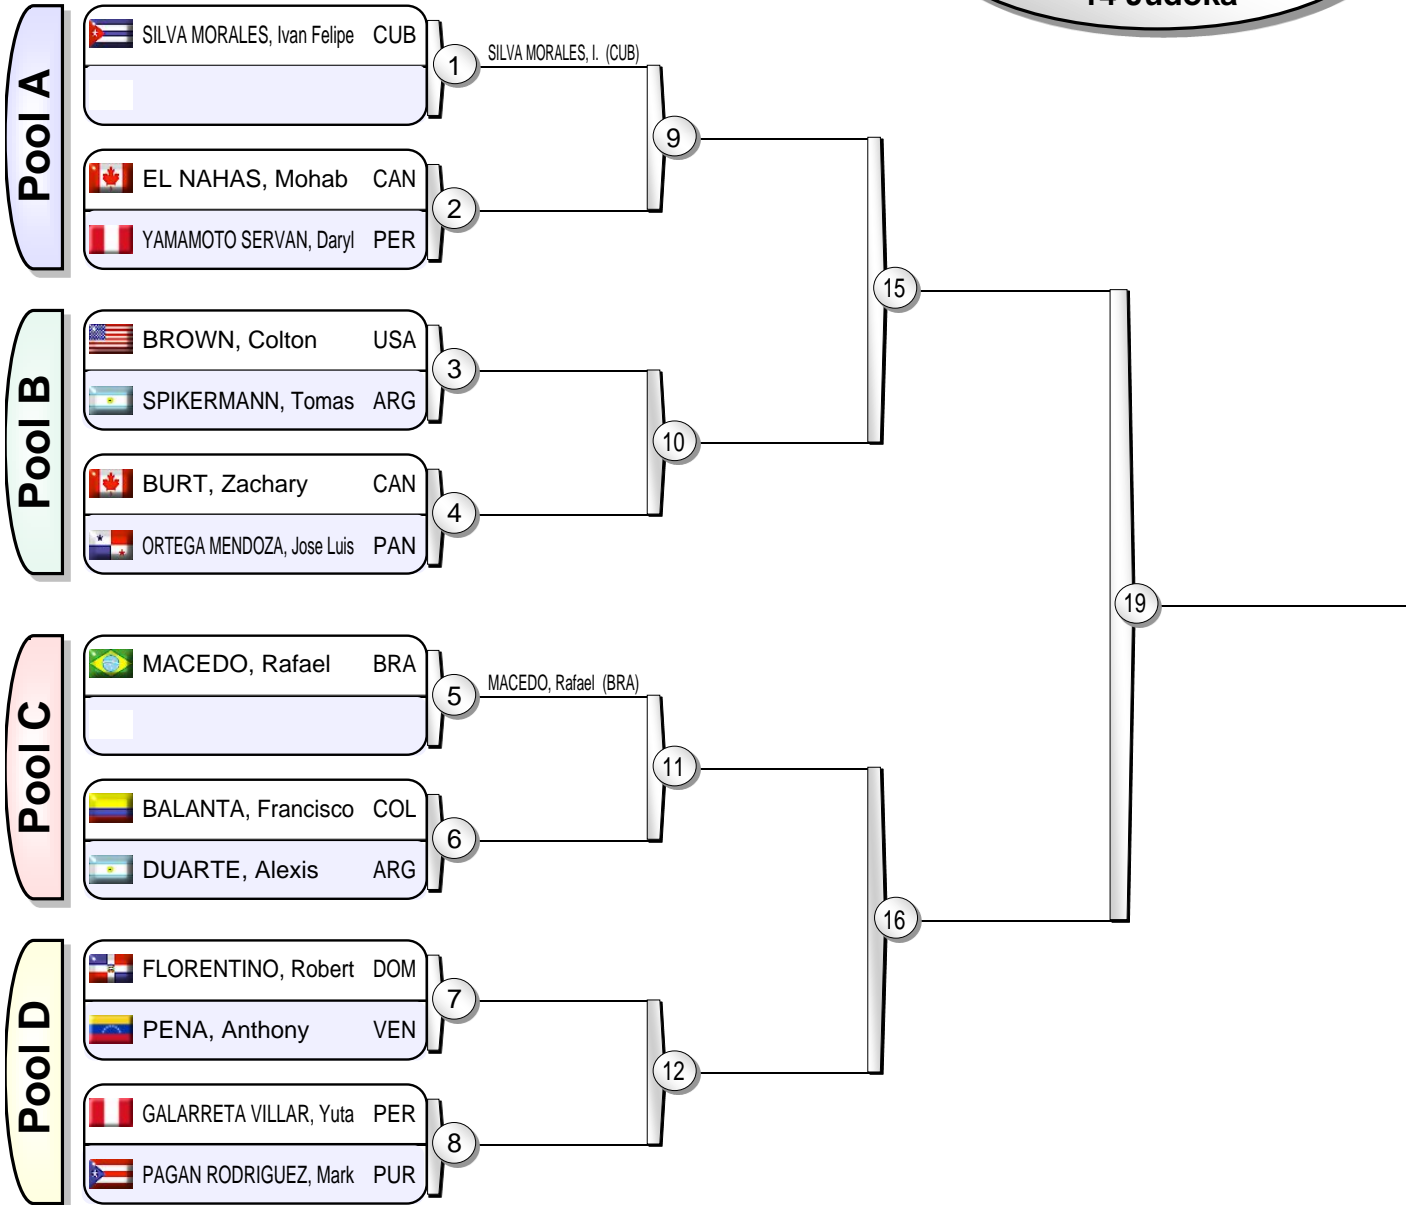 14 Judoka
Pool A
SILVA MORALES, Ivan Felipe CUB
1
SILVA MORALES, I. (CUB)
EL NAHAS, Mohab CAN
2
YAMAMOTO SERVAN, Daryl PER
9
Pool B
BROWN, Colton USA
3
SPIKERMANN, Tomas ARG
BURT, Zachary CAN
4
ORTEGA MENDOZA, Jose Luis PAN
10
15
Pool C
MACEDO, Rafael BRA
5
MACEDO, Rafael (BRA)
BALANTA, Francisco COL
6
DUARTE, Alexis ARG
11
Pool D
FLORENTINO, Robert DOM
7
PENA, Anthony VEN
GALARRETA VILLAR, Yuta PER
8
PAGAN RODRIGUEZ, Mark PUR
12
16
19